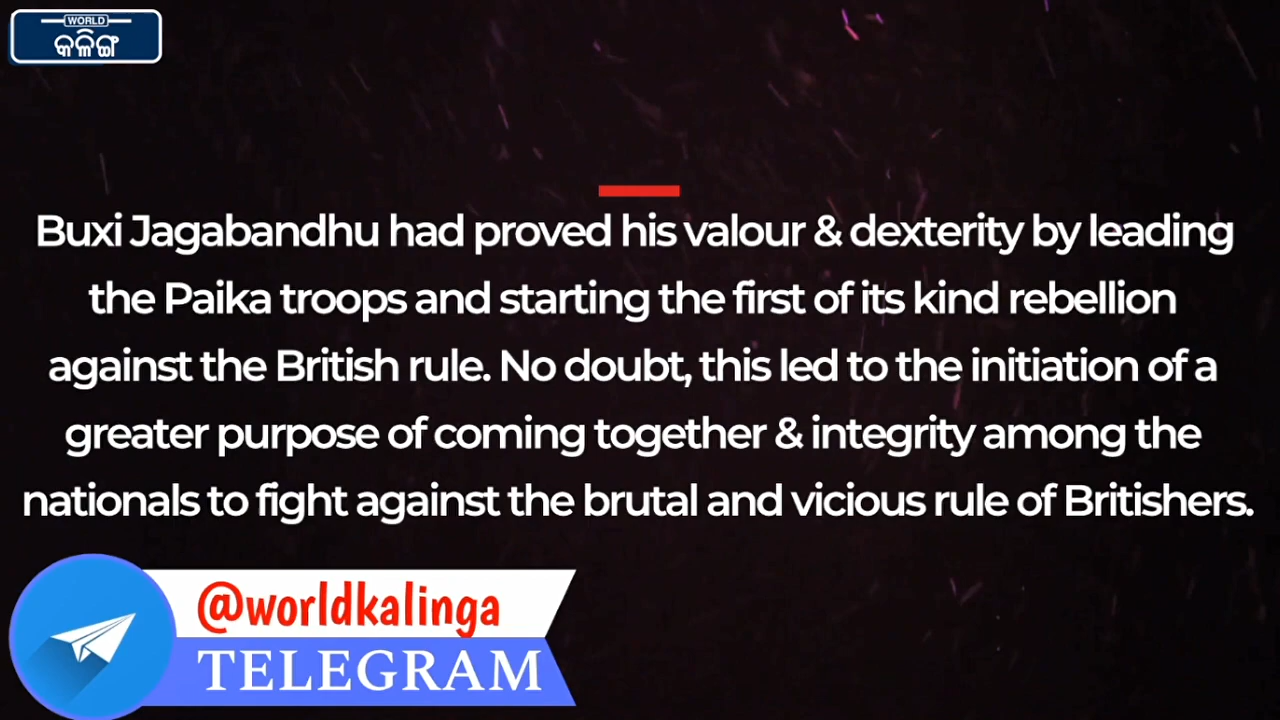 WORLD
କଳିଙ୍ଗ
Buxi Jagabandhu had proved his valour & dexterity by leading
the Paika troops and starting the first of its kind rebellion
against the British rule. No doubt, this led to the initiation of a
greater purpose of coming together & integrity among the
nationals to fight against the brutal and vicious rule of Britishers.
@worldkalinga
TELEGRAM